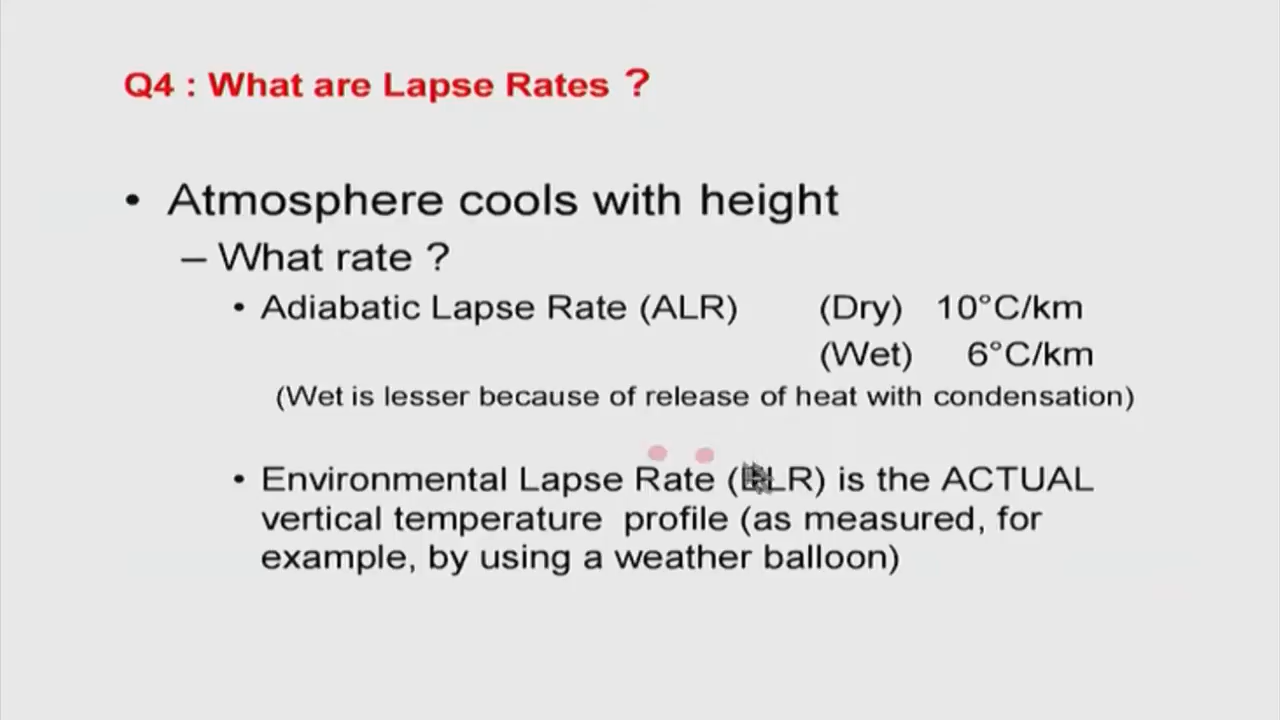 Q4 : What are Lapse Rates ?
• Atmosphere cools with height
– What rate ?
• Adiabatic Lapse Rate (ALR) (Dry) 10°C/km
(Wet) 6°C/km
(Wet is lesser because of release of heat with condensation)
• Environmental Lapse Rate (ELR) is the ACTUAL
vertical temperature profile (as measured, for
example, by using a weather balloon)